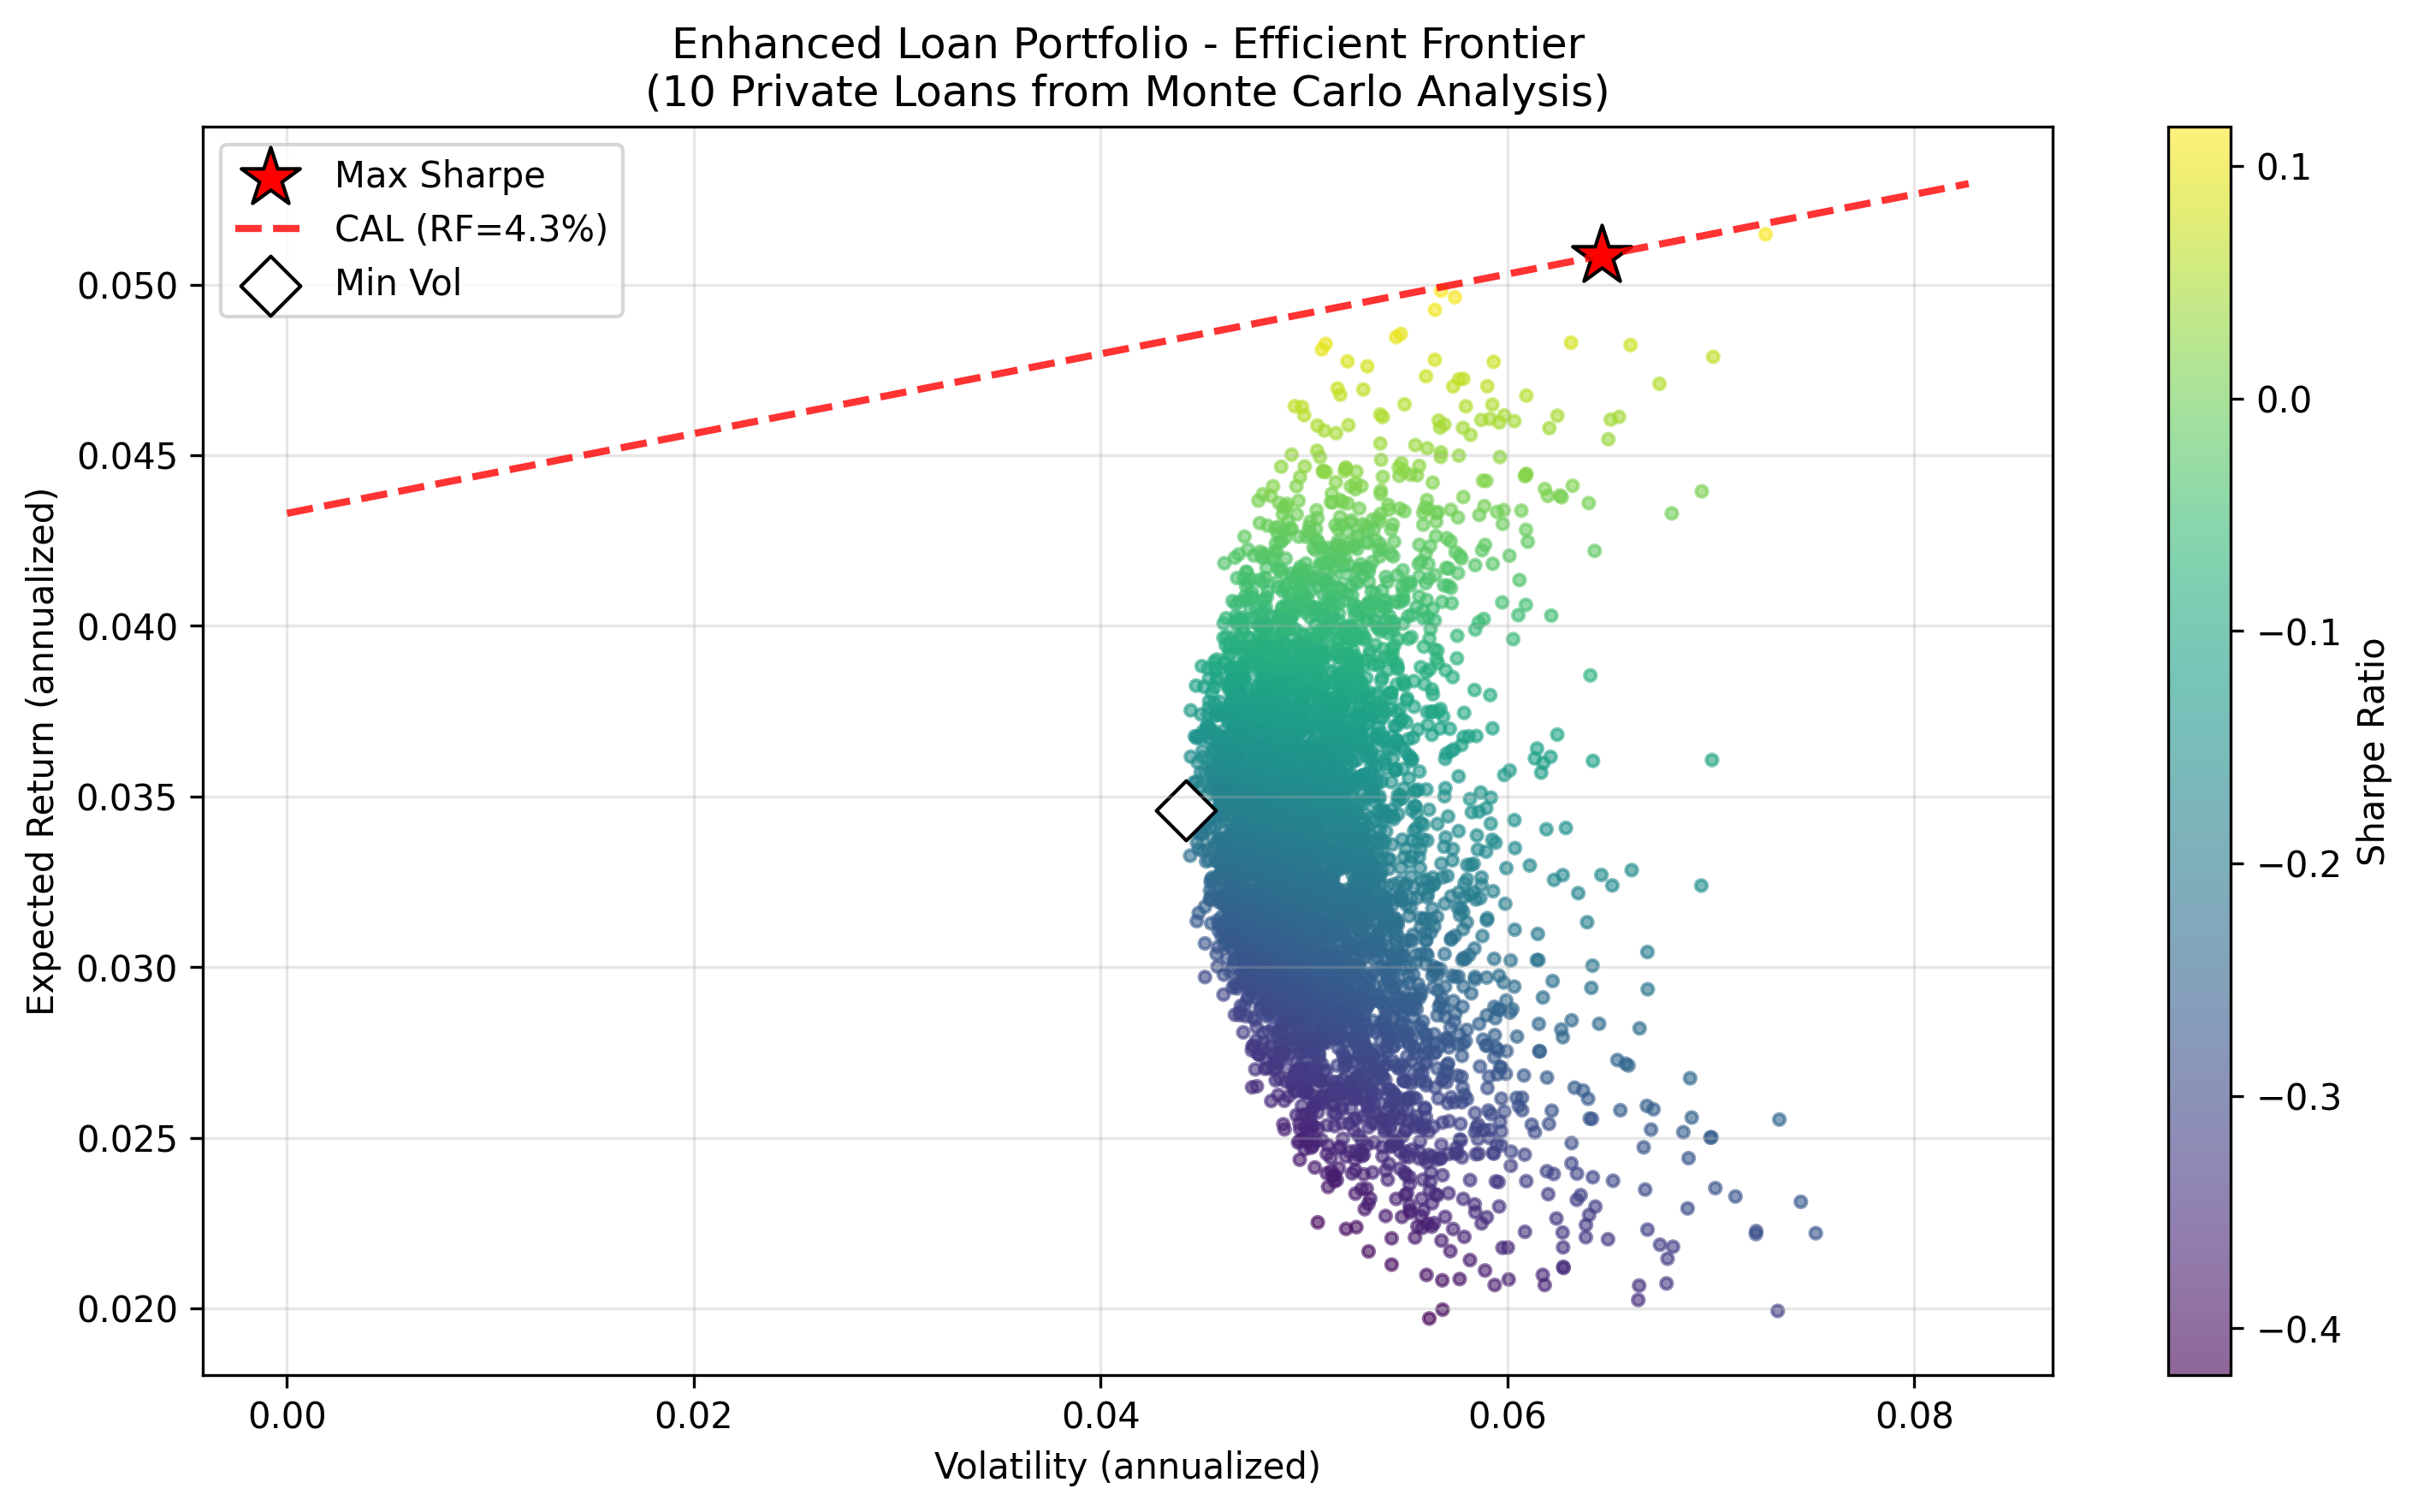 Enhanced Loan Portfolio - Efficient Frontier
(10 Private Loans from Monte Carlo Analysis)
Max Sharpe
CAL (RF=4.3%)
Min Vol
Expected Return (annualized)
0.050
0.045
0.040
0.035
0.030
0.025
0.020
0.00
0.02
0.04
0.06
0.08
Volatility (annualized)
0.1
0.0
−0.1
−0.2
−0.3
−0.4
Sharpe Ratio